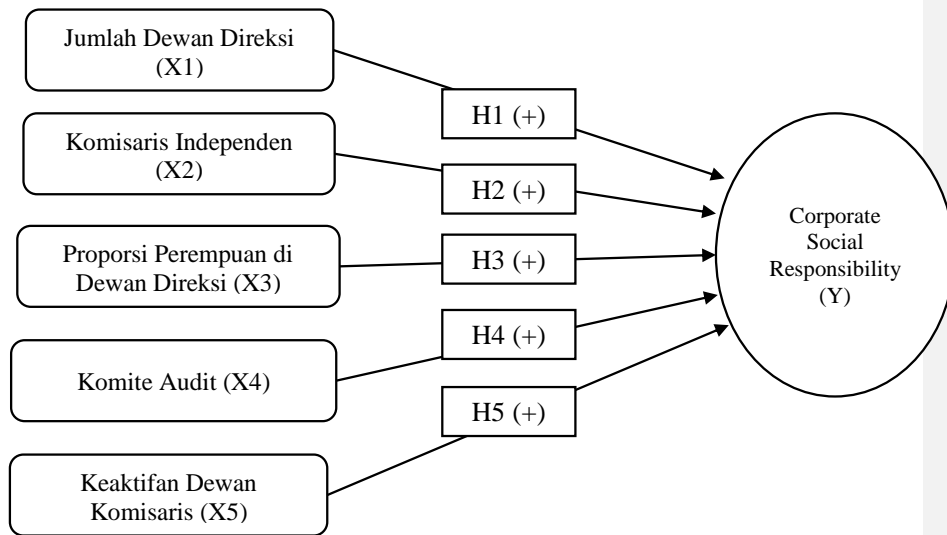 Jumlah Dewan Direksi
(X1)
H1 (+)
Komisaris Independen
(X2)
H2 (+)
Proporsi Perempuan di
Dewan Direksi (X3)
H3 (+)
Komite Audit (X4)
H4 (+)
Keaktifan Dewan
Komisaris (X5)
H5 (+)
Corporate
Social
Responsibility
(Y)